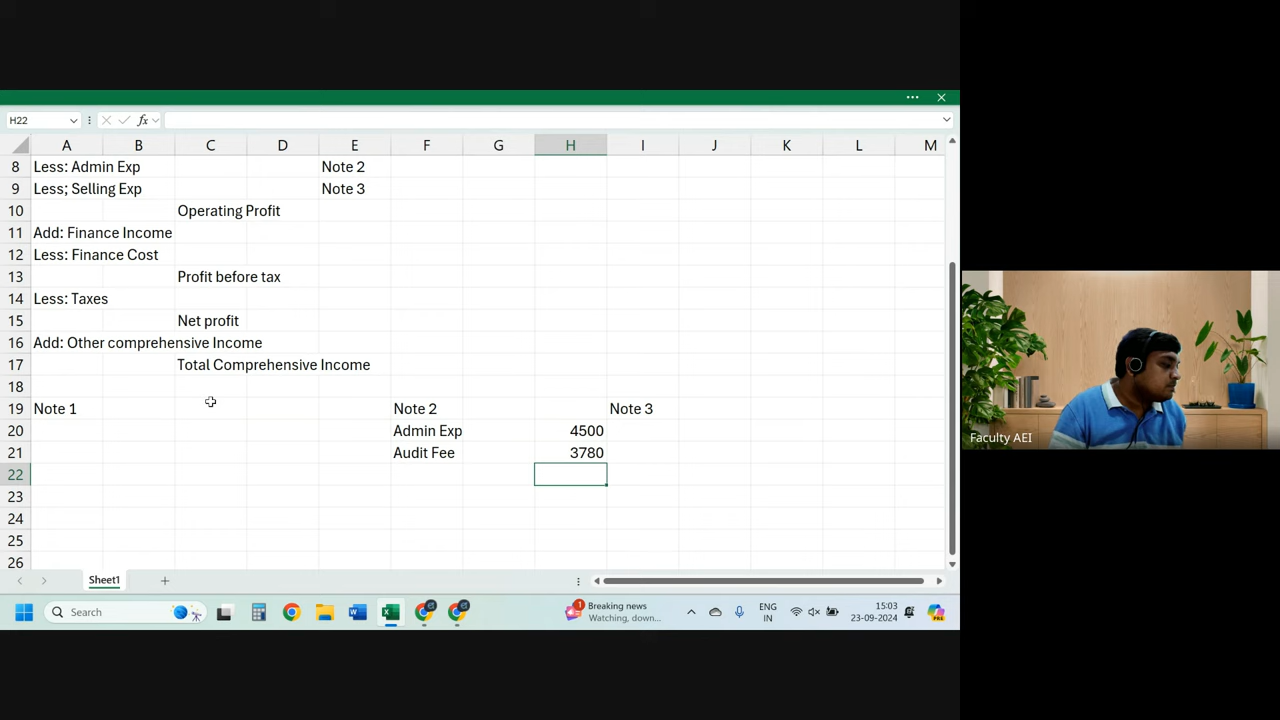 H22
fx
A B C D E F G H I J K L M
8 Less: Admin Exp Note 2
9 Less; Selling Exp Note 3
10 Operating Profit
11 Add: Finance Income
12 Less: Finance Cost
13 Profit before tax
14 Less: Taxes
15 Net profit
16 Add: Other comprehensive Income
17 Total Comprehensive Income
18
19 Note 1 Note 2 Note 3
20 Admin Exp 4500
21 Audit Fee 3780
22
23
24
25
26
Sheet1
Search
Breaking news
Watching, down...
ENG
IN
15:03
23-09-2024
Faculty AEI